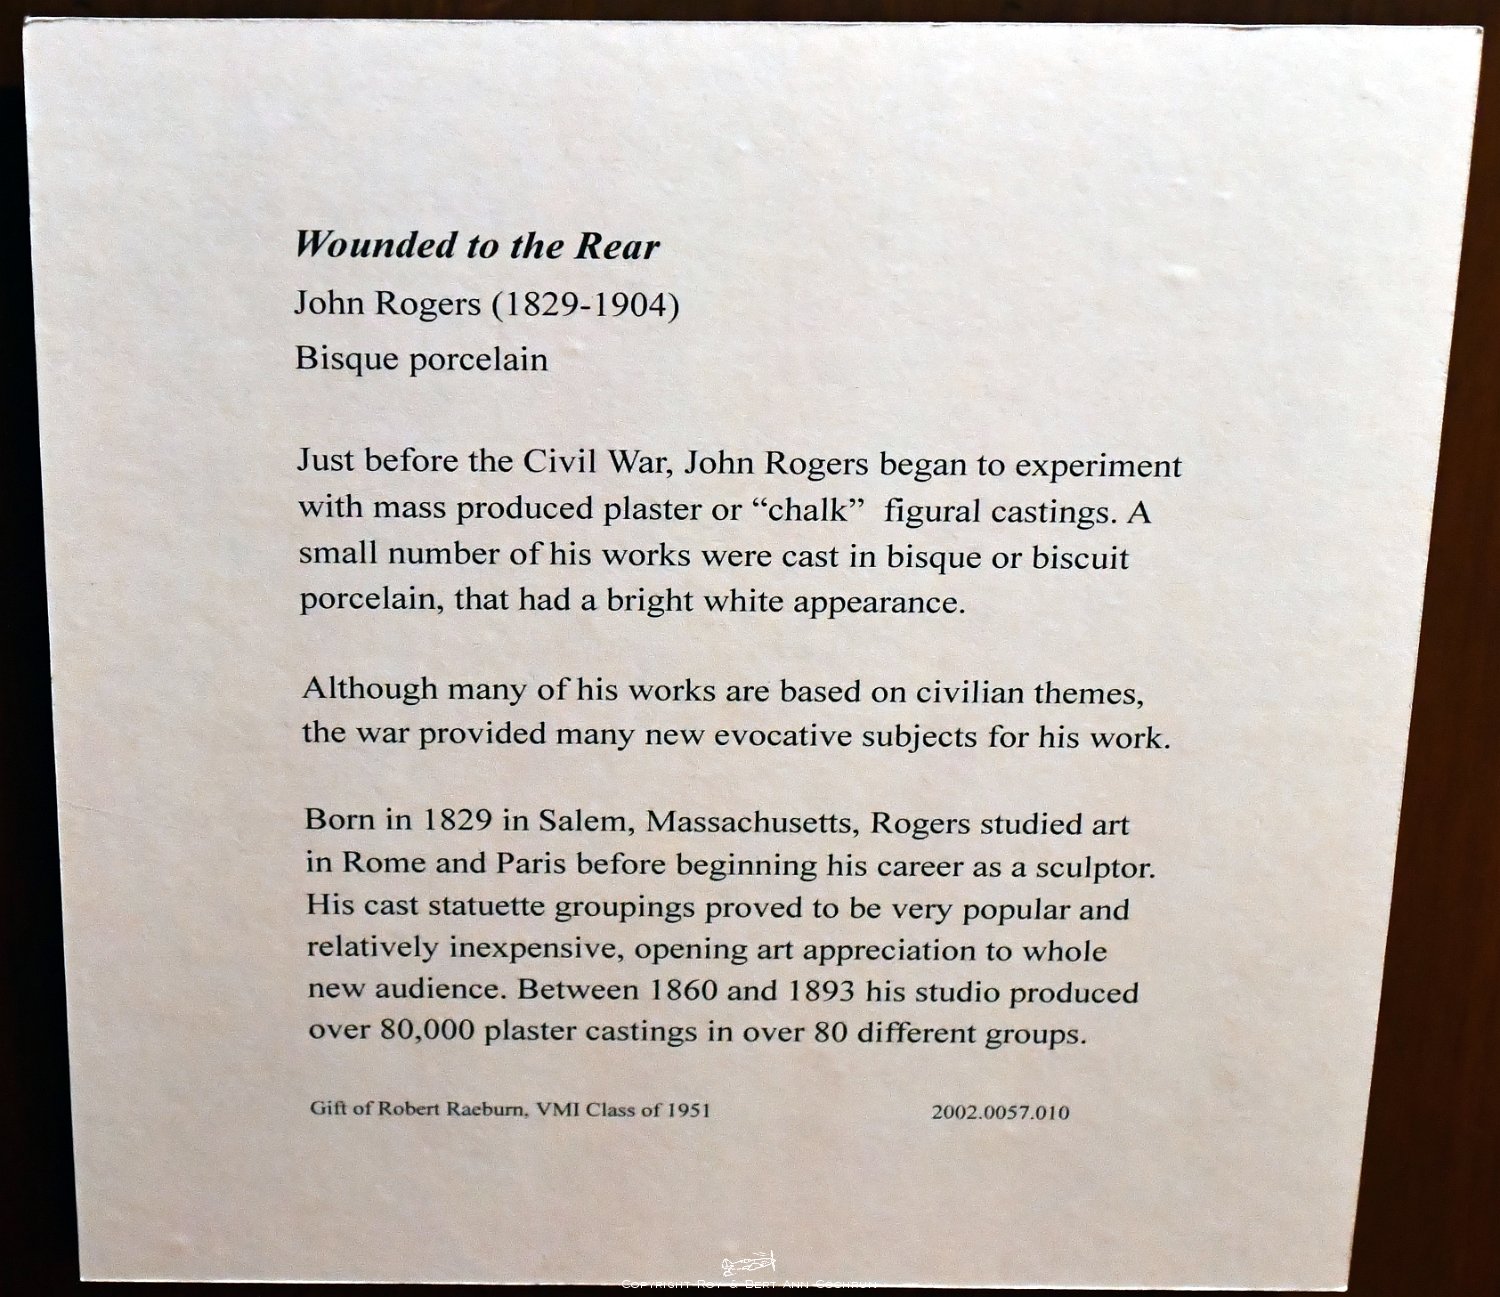 Wounded to the Rear
John Rogers (1829-1904)
Bisque porcelain
Just before the Civil War, John Rogers began to experiment
with mass produced plaster or “chalk”  figural castings. A
small number of his works were cast in bisque or biscuit
porcelain, that had a bright white appearance.
Although many of his works are based on civilian themes,
the war provided many new evocative subjects for his work.
Born in 1829 in Salem, Massachusetts, Rogers studied art
in Rome and Paris before beginning his career as a sculptor.
His cast statuette groupings proved to be very popular and
relatively inexpensive, opening art appreciation to whole
new audience. Between 1860 and 1893 his studio produced
over 80,000 plaster castings in over 80 different groups.
Gift of Robert Raeburn, VMI Class of 1951
2002.0057.010
Copyright Roy & Bert Ann Cochrun